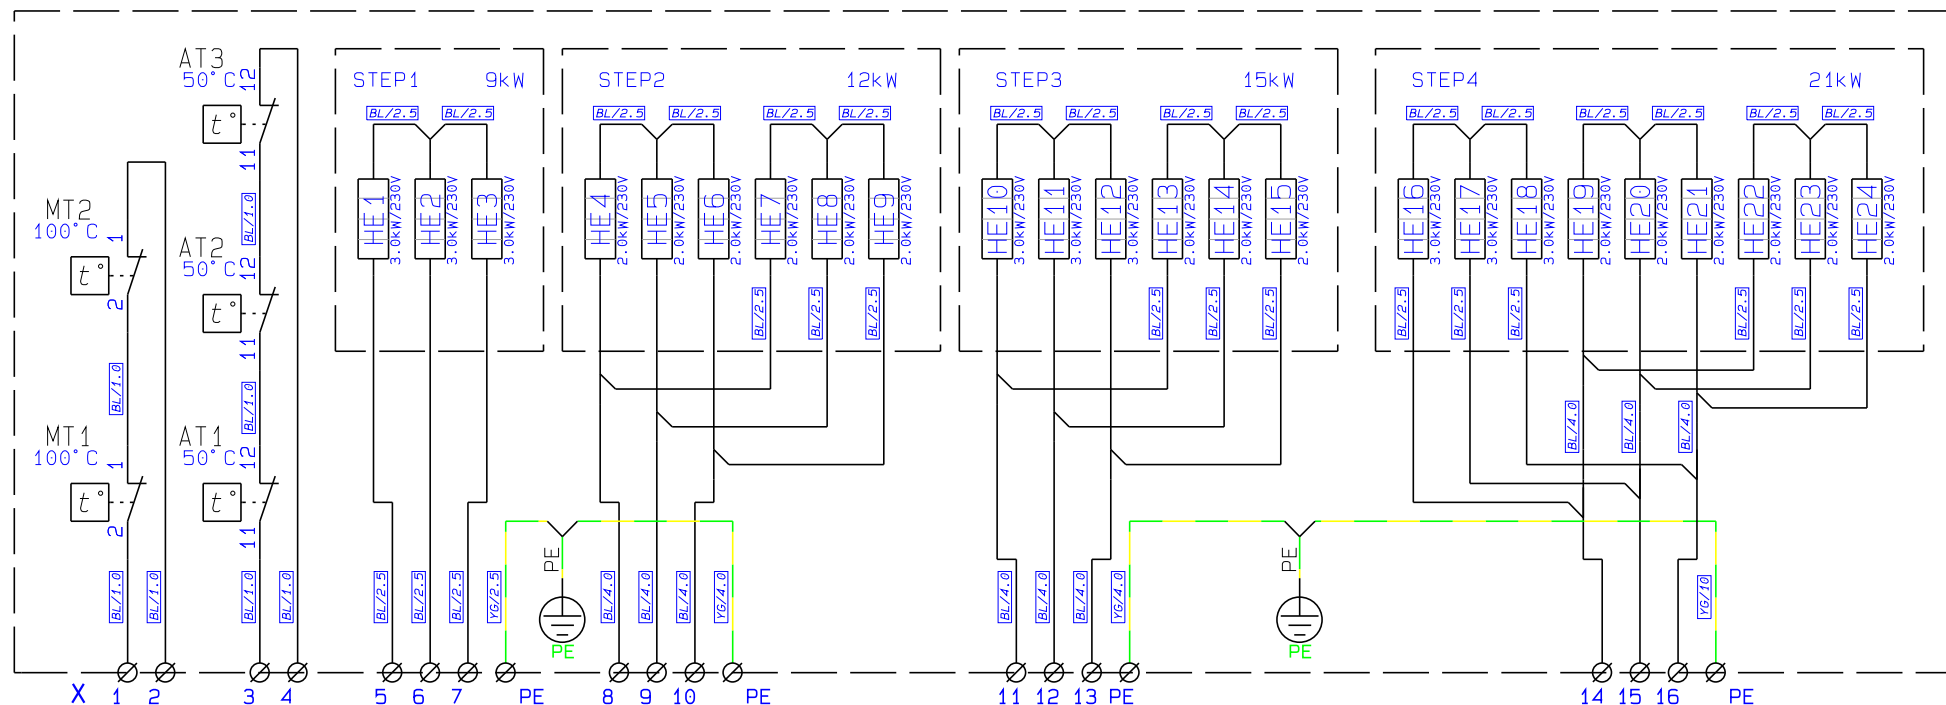 AT3
50°C
12
t°
11
BL/1.0
MT2
100°C
1
t°
2
AT2
50°C
12
t°
11
BL/1.0
BL/1.0
MT1
100°C
1
t°
2
AT1
50°C
12
t°
11
BL/1.0
BL/1.0
BL/1.0
BL/1.0
STEP1 9kW
BL/2.5 BL/2.5
HE1 3.0kW/230V
HE2 3.0kW/230V
HE3 3.0kW/230V
BL/2.5 BL/2.5 BL/2.5 YG/2.5
STEP2 12kW
BL/2.5 BL/2.5 BL/2.5 BL/2.5
HE4 2.0kW/230V
HE5 2.0kW/230V
HE6 2.0kW/230V
HE7 2.0kW/230V
HE8 2.0kW/230V
HE9 2.0kW/230V
BL/2.5 BL/2.5 BL/2.5
PE
PE
BL/4.0 BL/4.0 BL/4.0 YG/4.0
STEP3 15kW
BL/2.5 BL/2.5 BL/2.5 BL/2.5
HE10 3.0kW/230V
HE11 3.0kW/230V
HE12 3.0kW/230V
HE13 2.0kW/230V
HE14 2.0kW/230V
HE15 2.0kW/230V
BL/2.5 BL/2.5 BL/2.5
BL/4.0 BL/4.0 BL/4.0 YG/4.0
PE
PE
STEP4 21kW
BL/2.5 BL/2.5 BL/2.5 BL/2.5 BL/2.5 BL/2.5
HE16 3.0kW/230V
HE17 3.0kW/230V
HE18 3.0kW/230V
HE19 2.0kW/230V
HE20 2.0kW/230V
HE21 2.0kW/230V
HE22 2.0kW/230V
HE23 2.0kW/230V
HE24 2.0kW/230V
BL/2.5 BL/2.5 BL/2.5 BL/2.5 BL/2.5 BL/2.5
BL/4.0 BL/4.0 BL/4.0
YG/10
X 1 2 3 4 5 6 7 PE 8 9 10 PE 11 12 13 PE 14 15 16 PE